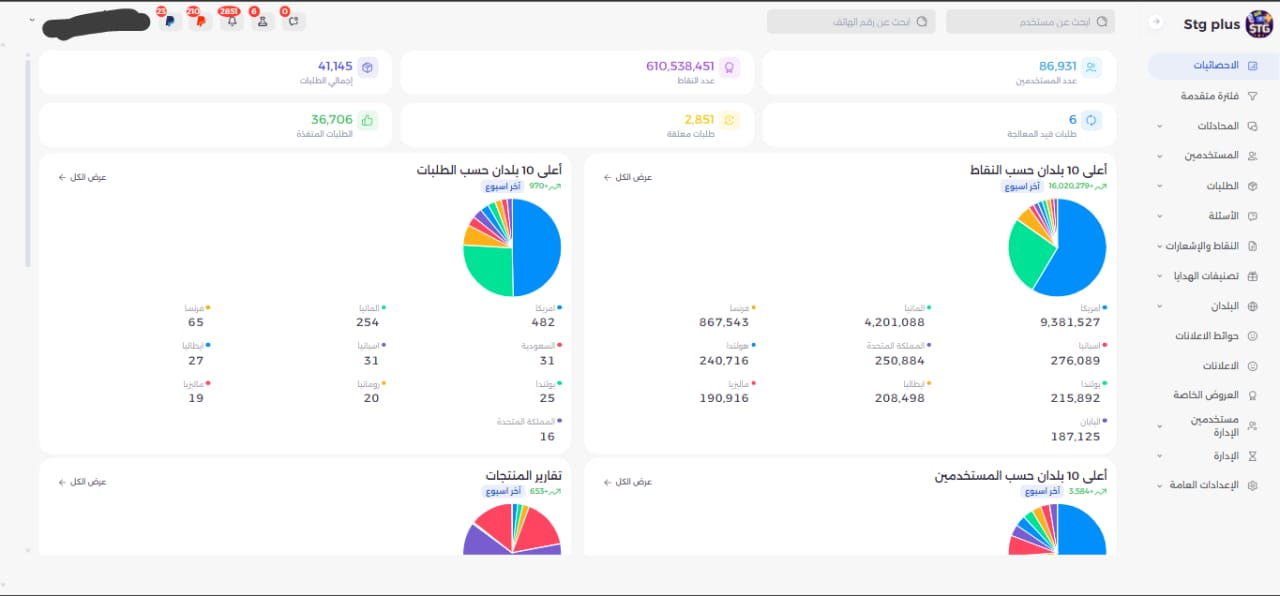 Stg plus
STG
ابحث عن مستخدم
ابحث عن رقم الهاتف
0
6
2851
210
23
الاحصائيات
فلترة متقدمة
المحادثات
المستخدمين
الطلبات
الأسئلة
النقاط والإشعارات
تصنيفات الهدايا
البلدان
حوائط الاعلانات
الاعلانات
العروض الخاصة
مستخدمين
الإدارة
الإدارة
الإعدادات العامة
86,931
عدد المستخدمين
610,538,451
عدد النقاط
41,145
إجمالي الطلبات
6
طلبات قيد المعالجة
2,851
طلبات معلقة
36,706
الطلبات المنفذة
أعلى 10 بلدان حسب النقاط
عرض الكل ←
16,020,279+ آخر اسبوع
امريكا المانيا فرنسا
9,381,527 4,201,088 867,543
اسبانيا المملكة المتحدة هولندا
276,089 250,884 240,716
بولندا ايطاليا ماليزيا
215,892 208,498 190,916
اليابان
187,125
أعلى 10 بلدان حسب الطلبات
عرض الكل ←
970+ آخر اسبوع
امريكا المانيا فرنسا
482 254 65
السعودية اسبانيا ايطاليا
31 31 27
بولندا رومانيا ماليزيا
25 20 19
المملكة المتحدة
16
أعلى 10 بلدان حسب المستخدمين
عرض الكل ←
3,584+ آخر اسبوع
تقارير المنتجات
عرض الكل ←
653+ آخر اسبوع